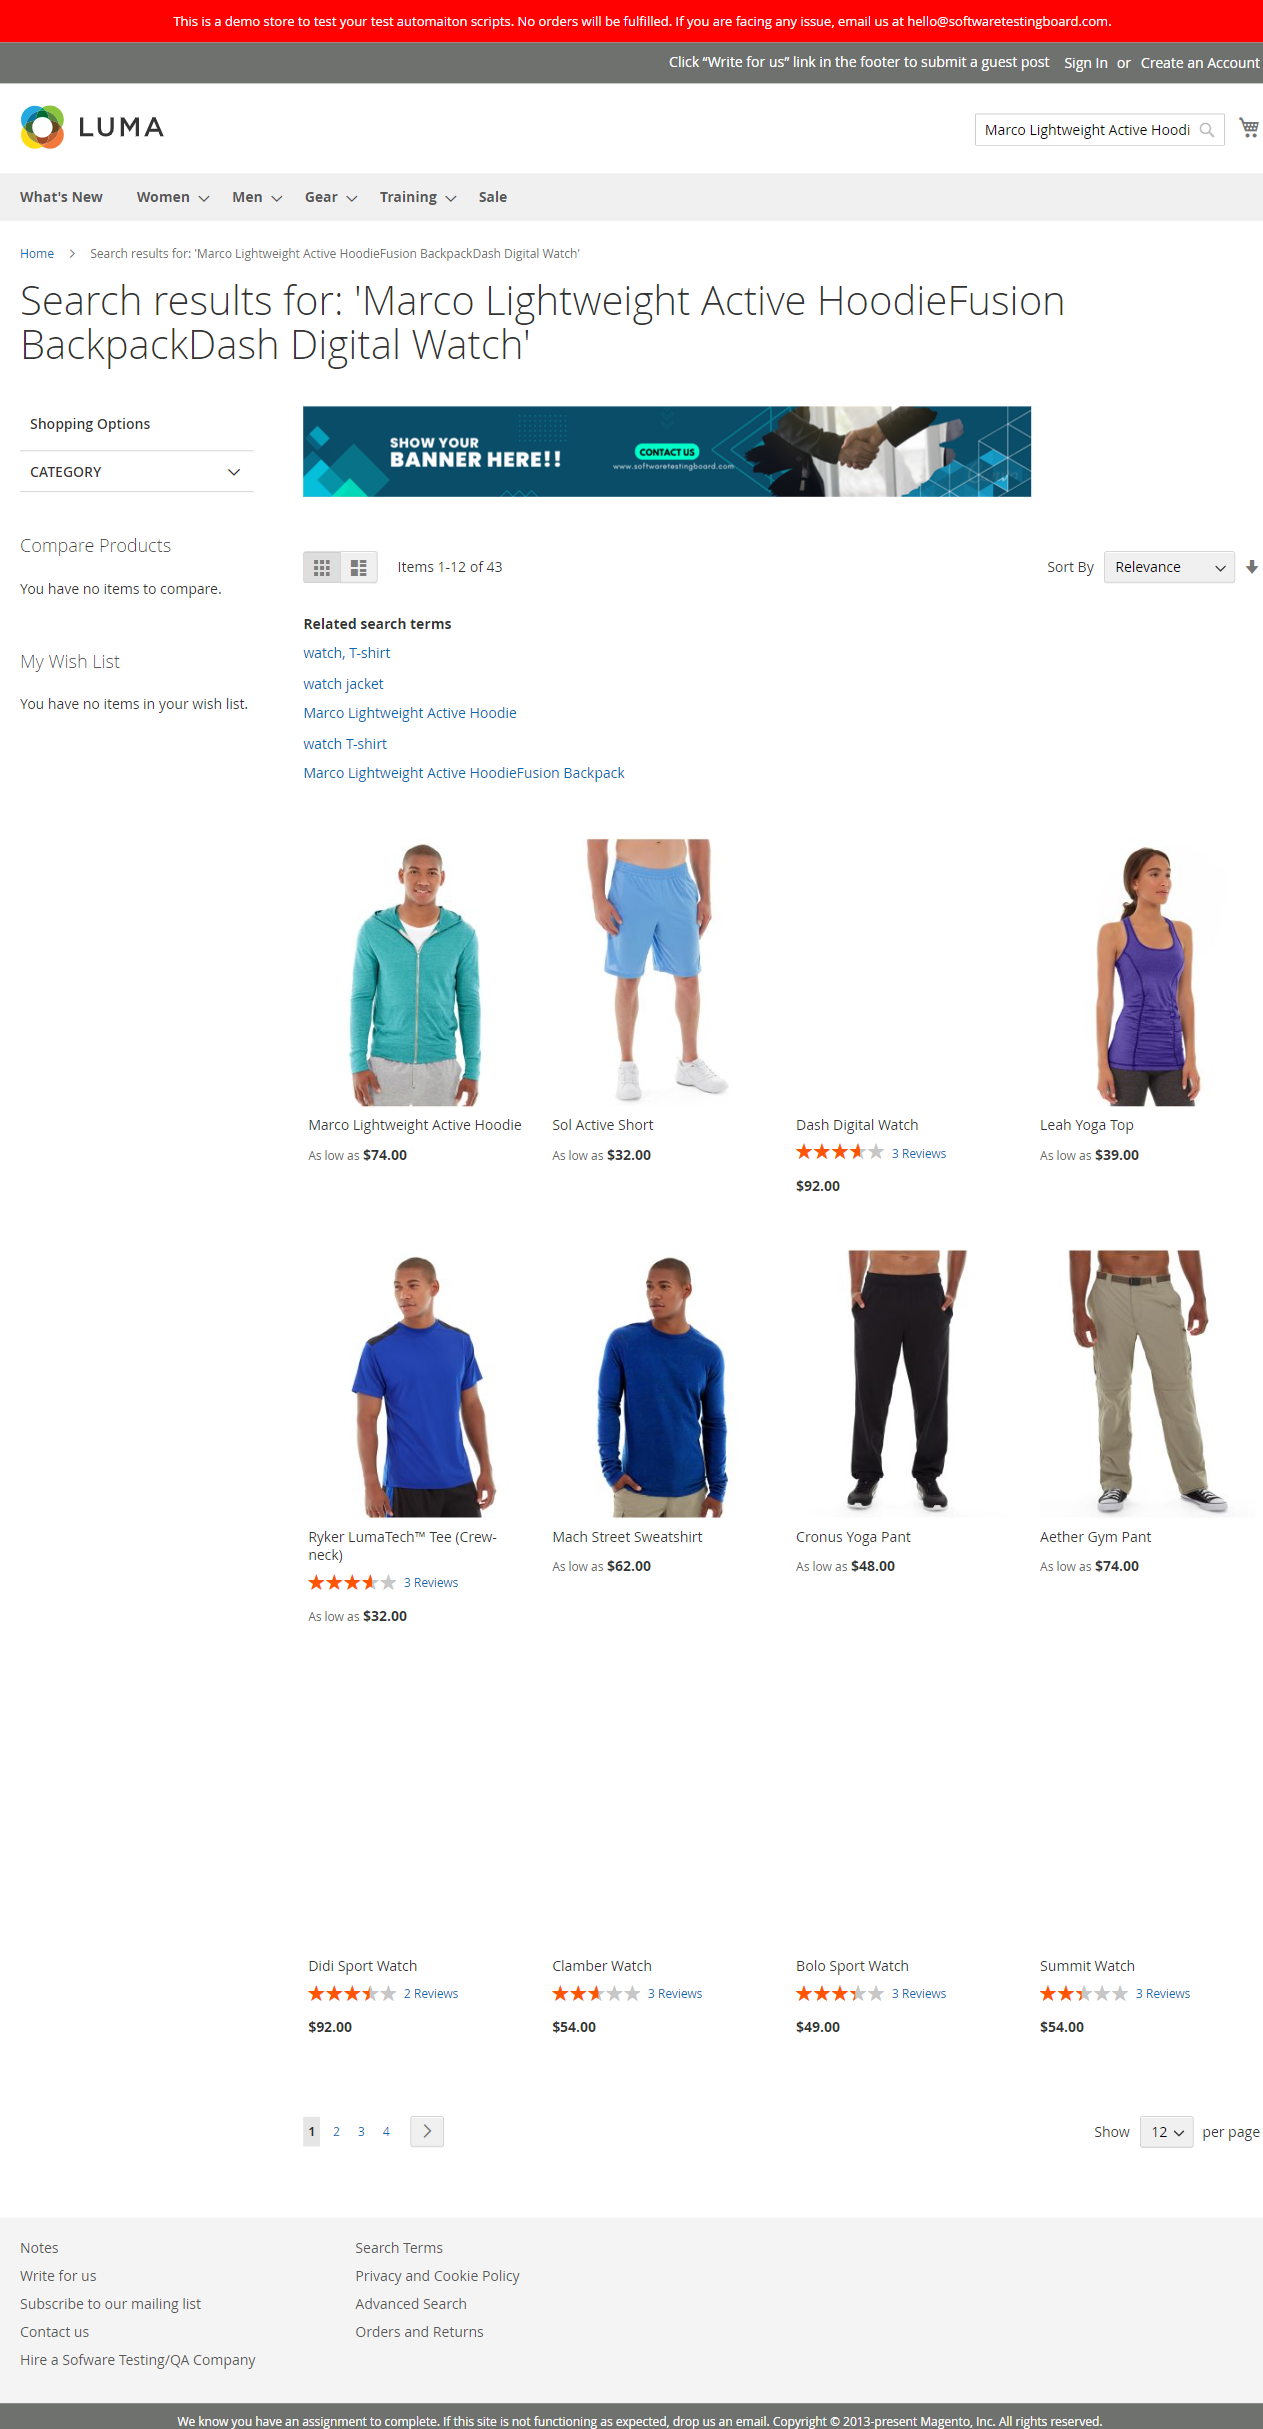 This is a demo store to test your test automaiton scripts. No orders will be fulfilled. If you are facing any issue, email us at hello@softwaretestingboard.com.
Click “Write for us” link in the footer to submit a guest post Sign In or Create an Account
LUMA
Marco Lightweight Active Hoodi
What's New Women Men Gear Training Sale
Home Search results for: 'Marco Lightweight Active HoodieFusion BackpackDash Digital Watch'
Search results for: 'Marco Lightweight Active HoodieFusion
BackpackDash Digital Watch'
Shopping Options
CATEGORY
Compare Products
You have no items to compare.
My Wish List
You have no items in your wish list.
SHOW YOUR
BANNER HERE!!
CONTACT US
www.softwaretestingboard.com
Items 1-12 of 43
Sort By Relevance
Related search terms
watch, T-shirt
watch jacket
Marco Lightweight Active Hoodie
watch T-shirt
Marco Lightweight Active HoodieFusion Backpack
Marco Lightweight Active Hoodie
As low as $74.00
Sol Active Short
As low as $32.00
Dash Digital Watch
3 Reviews
$92.00
Leah Yoga Top
As low as $39.00
Ryker LumaTech™ Tee (Crew-
neck)
3 Reviews
As low as $32.00
Mach Street Sweatshirt
As low as $62.00
Cronus Yoga Pant
As low as $48.00
Aether Gym Pant
As low as $74.00
Didi Sport Watch
2 Reviews
$92.00
Clamber Watch
3 Reviews
$54.00
Bolo Sport Watch
3 Reviews
$49.00
Summit Watch
3 Reviews
$54.00
1 2 3 4
Show 12 per page
Notes
Write for us
Subscribe to our mailing list
Contact us
Hire a Sofware Testing/QA Company
Search Terms
Privacy and Cookie Policy
Advanced Search
Orders and Returns
We know you have an assignment to complete. If this site is not functioning as expected, drop us an email. Copyright © 2013-present Magento, Inc. All rights reserved.